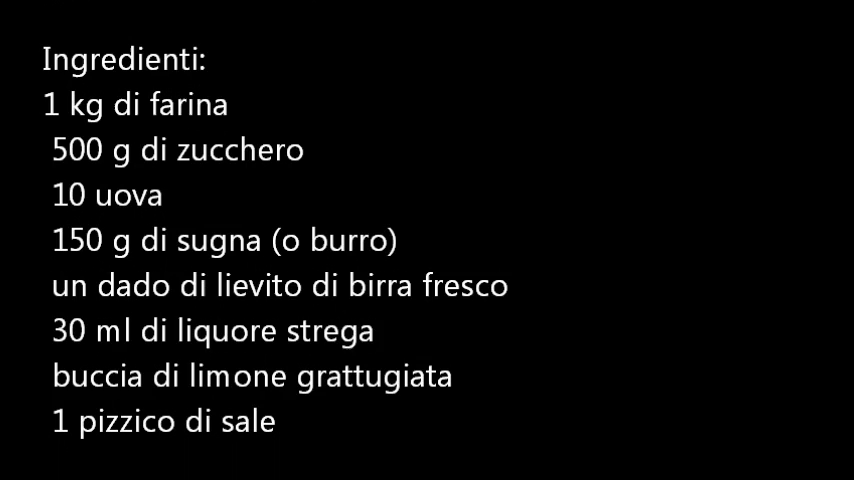 Ingredienti:
1 kg di farina
500 g di zucchero
10 uova
150 g di sugna (o burro)
un dado di lievito di birra fresco
30 ml di liquore strega
buccia di limone grattugiata
1 pizzico di sale